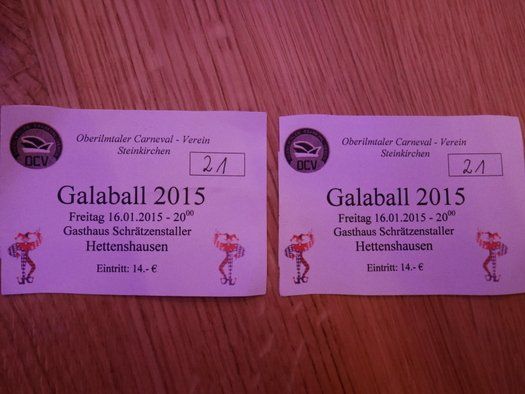 Oberilmtaler Carneval - Verein
Steinkirchen
21
OCV
Galaball 2015
Freitag 16.01.2015 - 20⁰⁰
Gasthaus Schrätzenstaller
Hettenshausen
Eintritt: 14.- €
Oberilmtaler Carneval - Verein
Steinkirchen
21
OCV
Galaball 2015
Freitag 16.01.2015 - 20⁰⁰
Gasthaus Schrätzenstaller
Hettenshausen
Eintritt: 14.- €